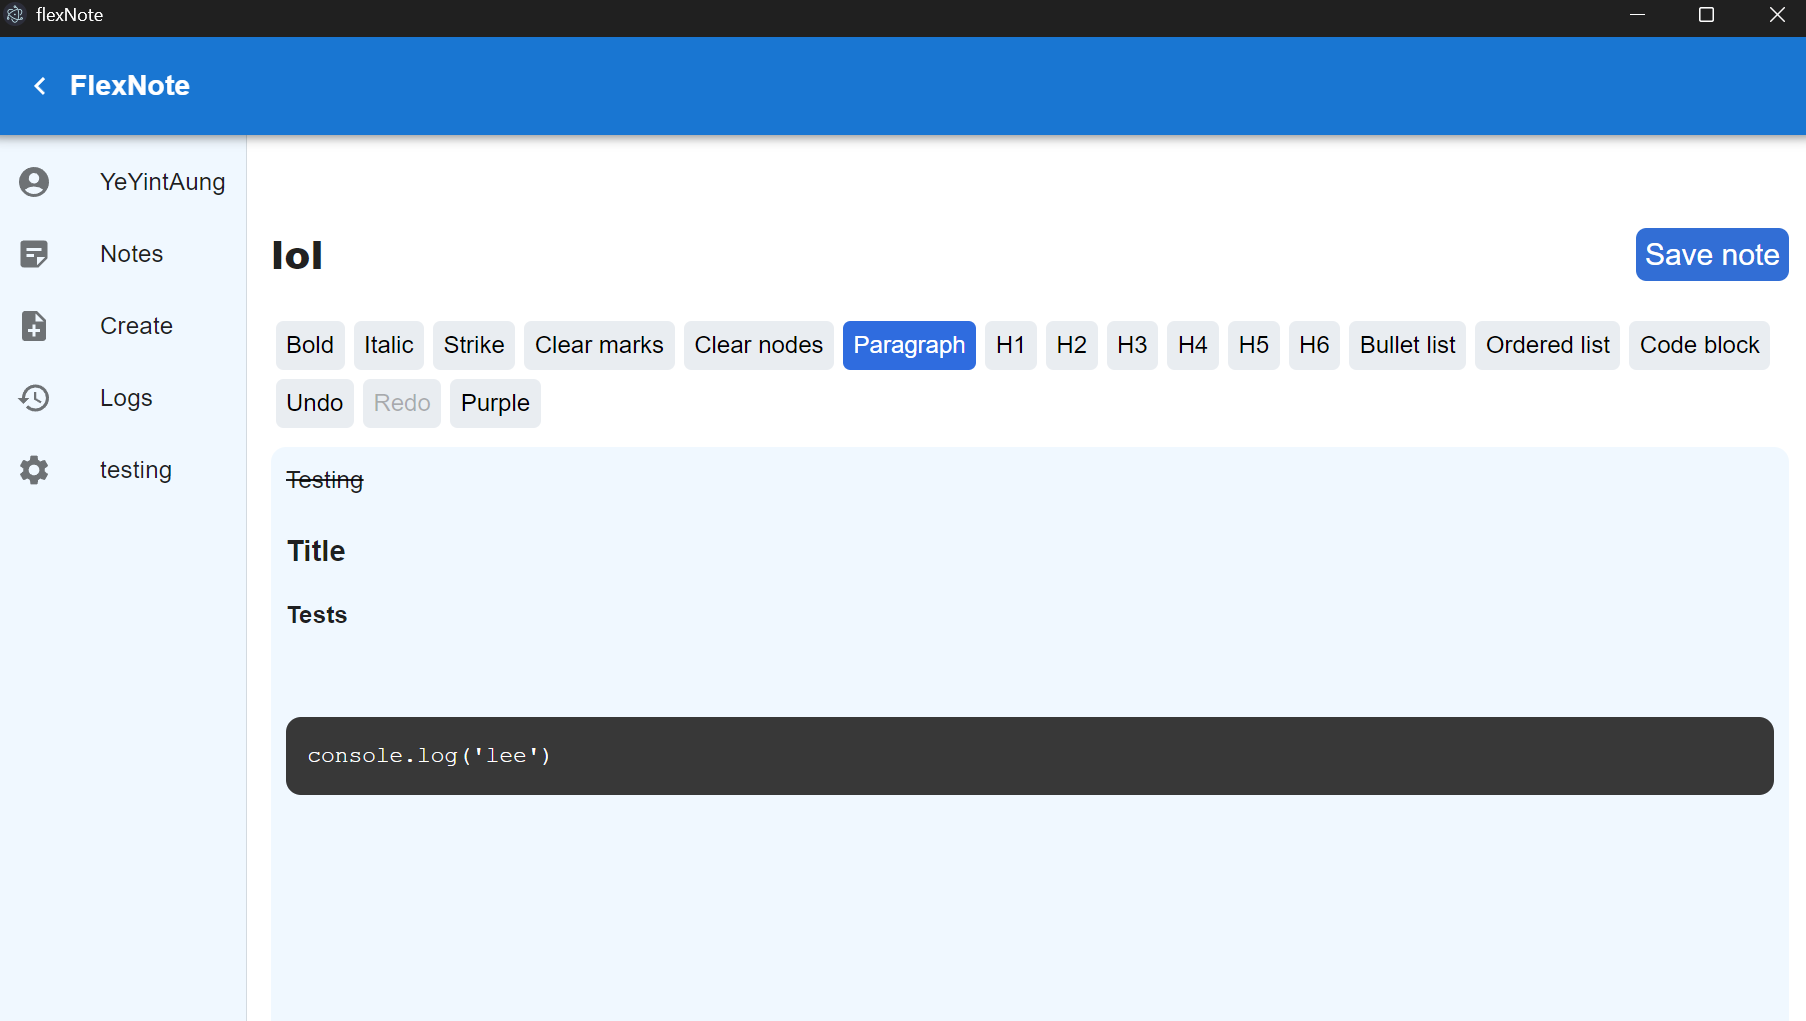 flexNote
FlexNote
YeYintAung
Notes
Create
Logs
testing
lol
Save note
Bold Italic Strike Clear marks Clear nodes Paragraph H1 H2 H3 H4 H5 H6 Bullet list Ordered list Code block
Undo Redo Purple
Testing
Title
Tests
console.log('lee')